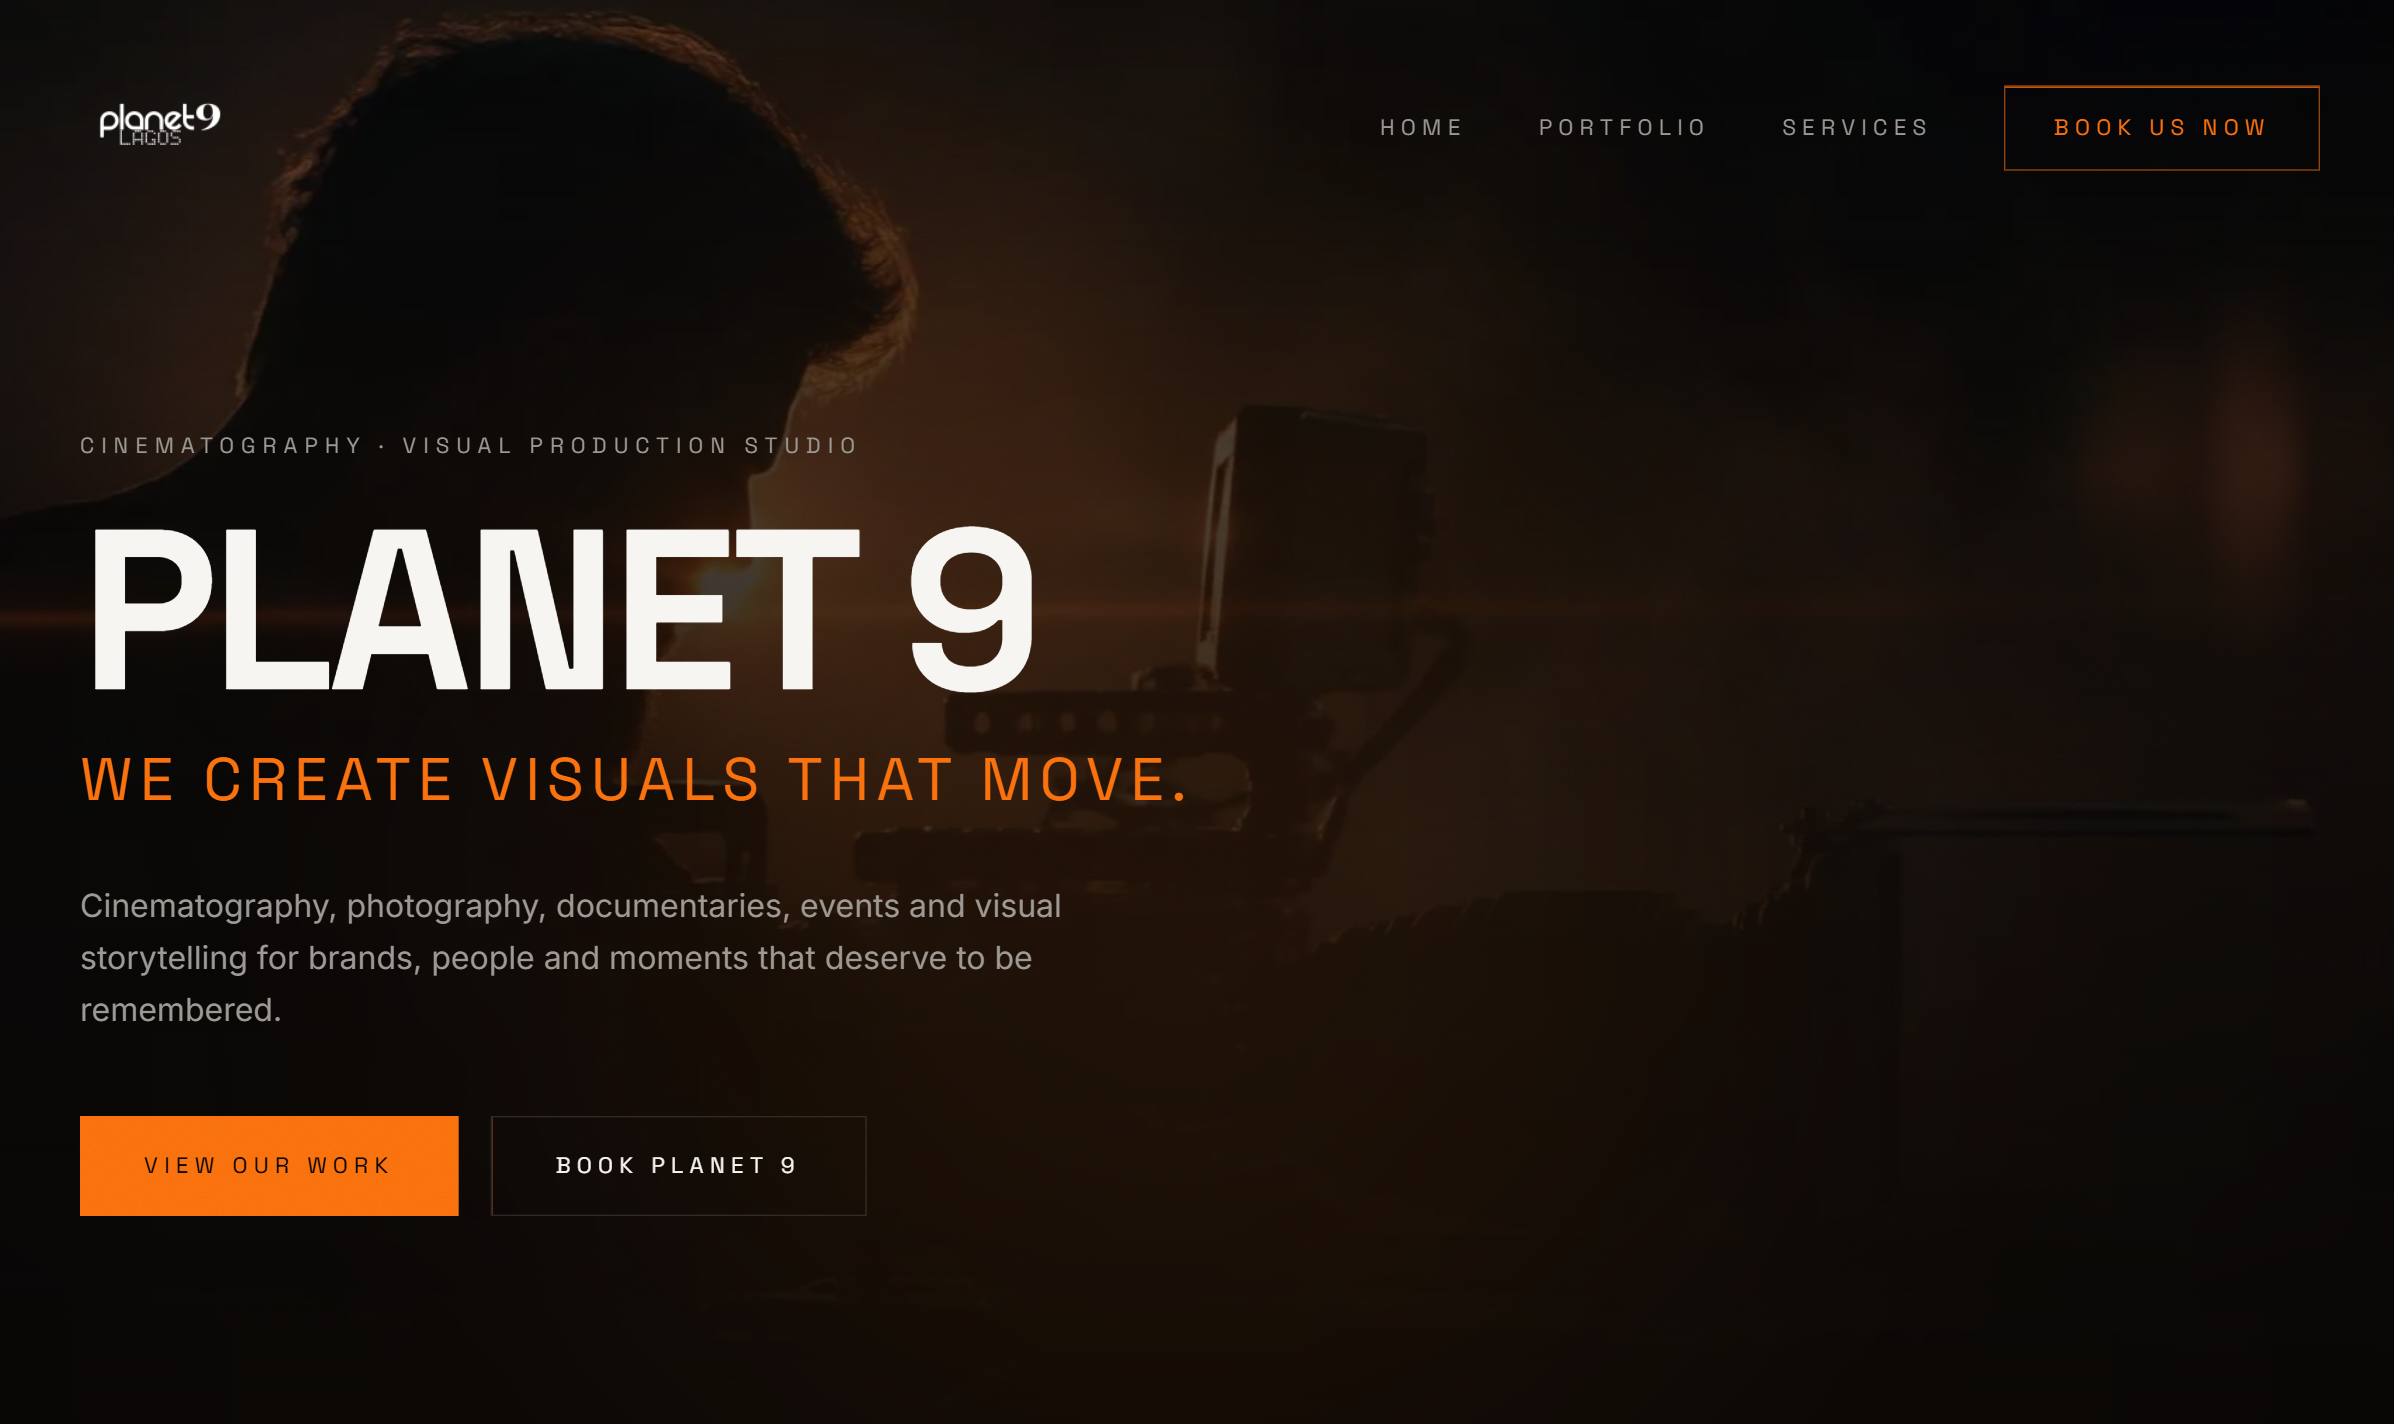 planet9
LAGOS
HOME PORTFOLIO SERVICES BOOK US NOW
CINEMATOGRAPHY · VISUAL PRODUCTION STUDIO
PLANET 9
WE CREATE VISUALS THAT MOVE.
Cinematography, photography, documentaries, events and visual
storytelling for brands, people and moments that deserve to be
remembered.
VIEW OUR WORK BOOK PLANET 9